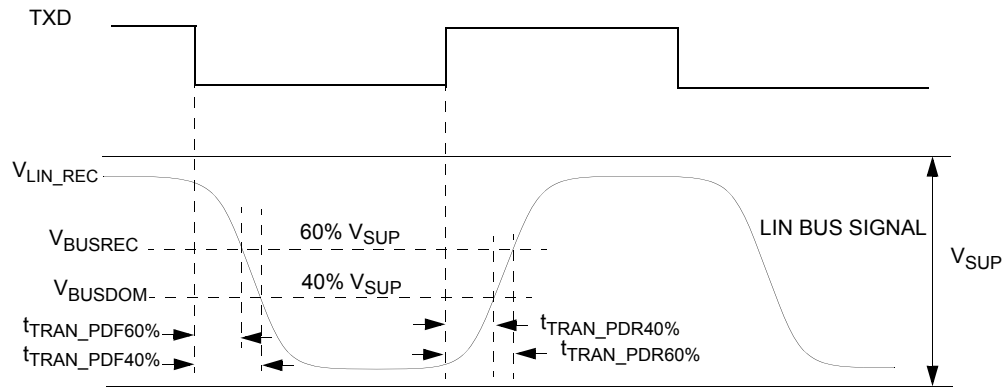 TXD
VLIN_REC
60% VSUP
VBUSREC
LIN BUS SIGNAL
VSUP
40% VSUP
VBUSDOM
tTRAN_PDF60%
tTRAN_PDR40%
tTRAN_PDF40%
tTRAN_PDR60%